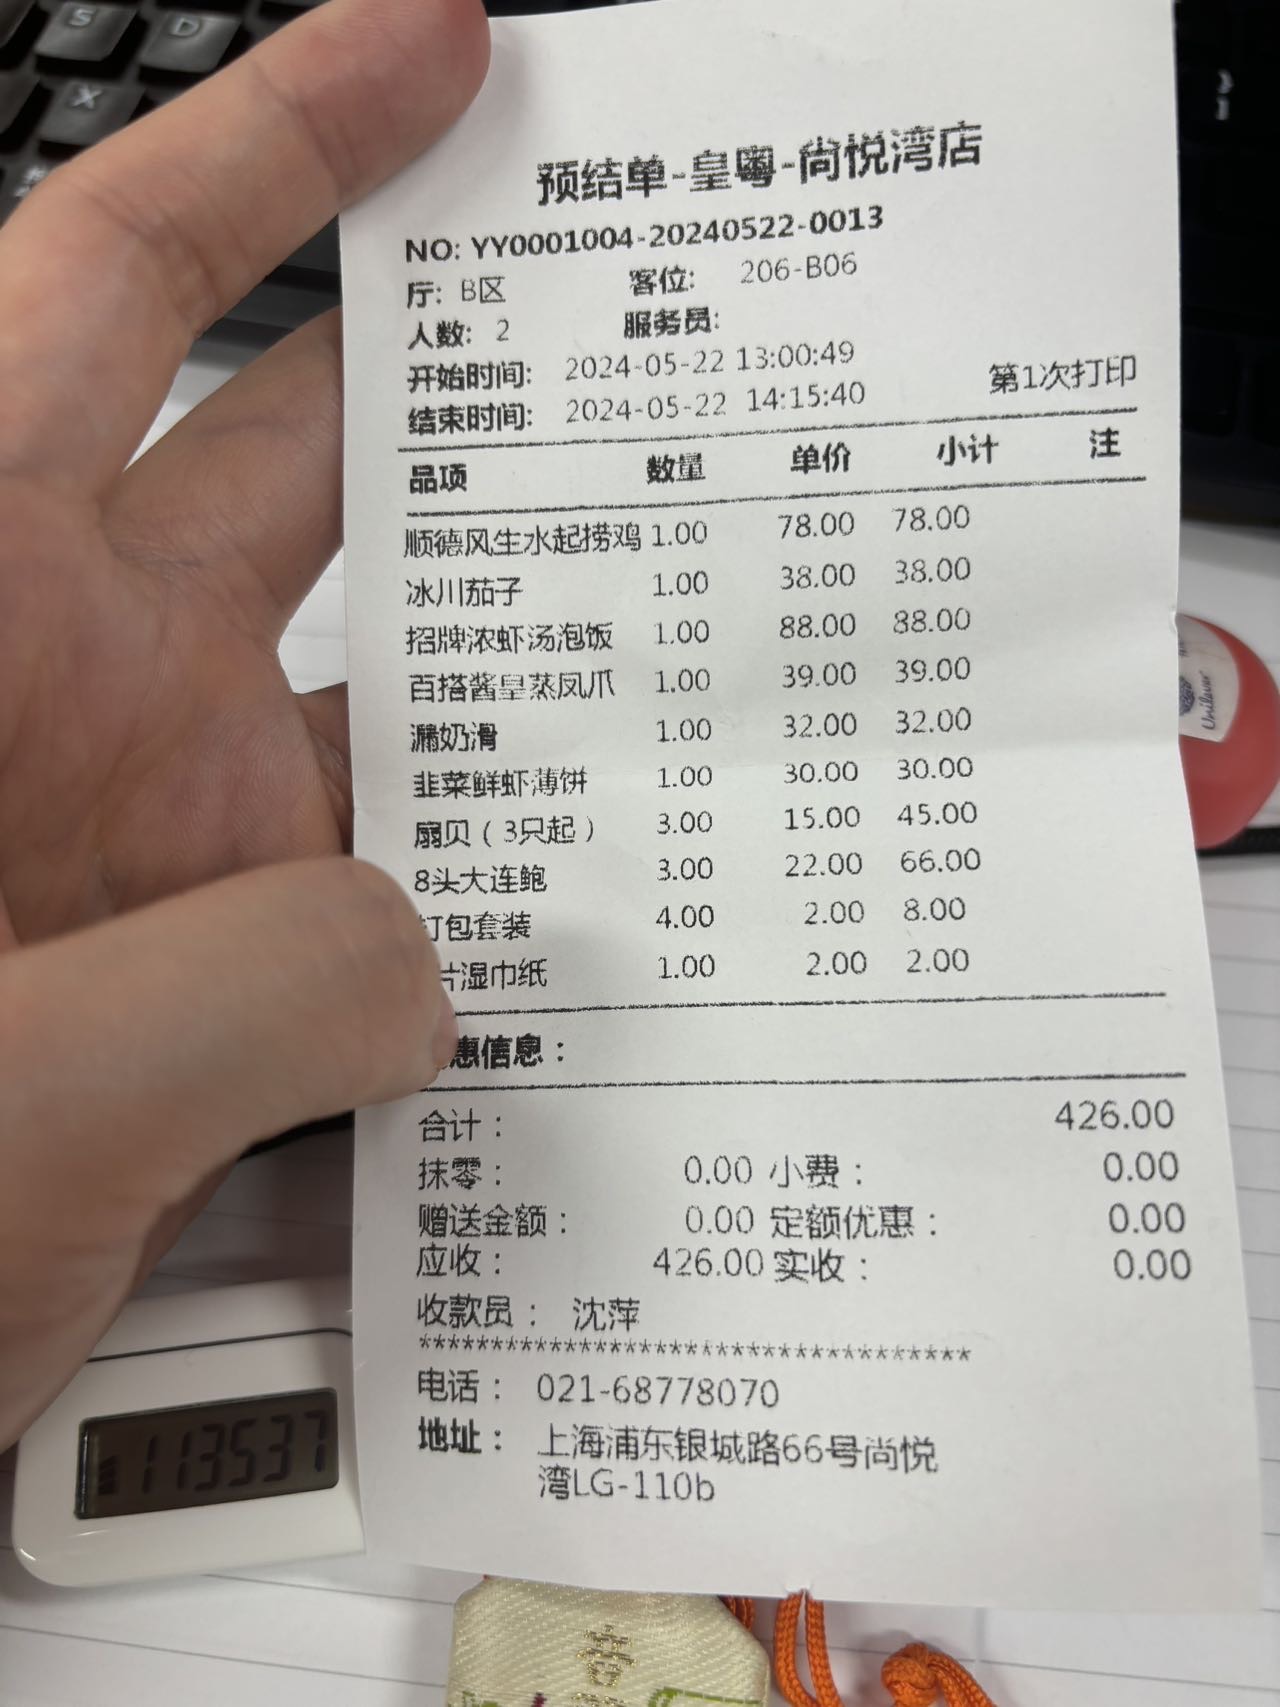 S
D
X
预结单-皇粤-尚悦湾店
NO: YY0001004-20240522-0013
厅: B区 客位: 206-B06
人数: 2 服务员:
开始时间: 2024-05-22 13:00:49
结束时间: 2024-05-22 14:15:40 第1次打印
品项 数量 单价 小计 注
顺德风生水起捞鸡 1.00 78.00 78.00
冰川茄子 1.00 38.00 38.00
招牌浓虾汤泡饭 1.00 88.00 88.00
百搭酱皇蒸凤爪 1.00 39.00 39.00
漏奶滑 1.00 32.00 32.00
韭菜鲜虾薄饼 1.00 30.00 30.00
扇贝（3只起） 3.00 15.00 45.00
8头大连鲍 3.00 22.00 66.00
打包套装 4.00 2.00 8.00
片湿巾纸 1.00 2.00 2.00
惠信息：
合计： 426.00
抹零： 0.00 小费： 0.00
赠送金额： 0.00 定额优惠： 0.00
应收： 426.00 实收： 0.00
收款员： 沈萍
**************************************
电话： 021-68778070
地址： 上海浦东银城路66号尚悦
湾LG-110b
Unilever
113537